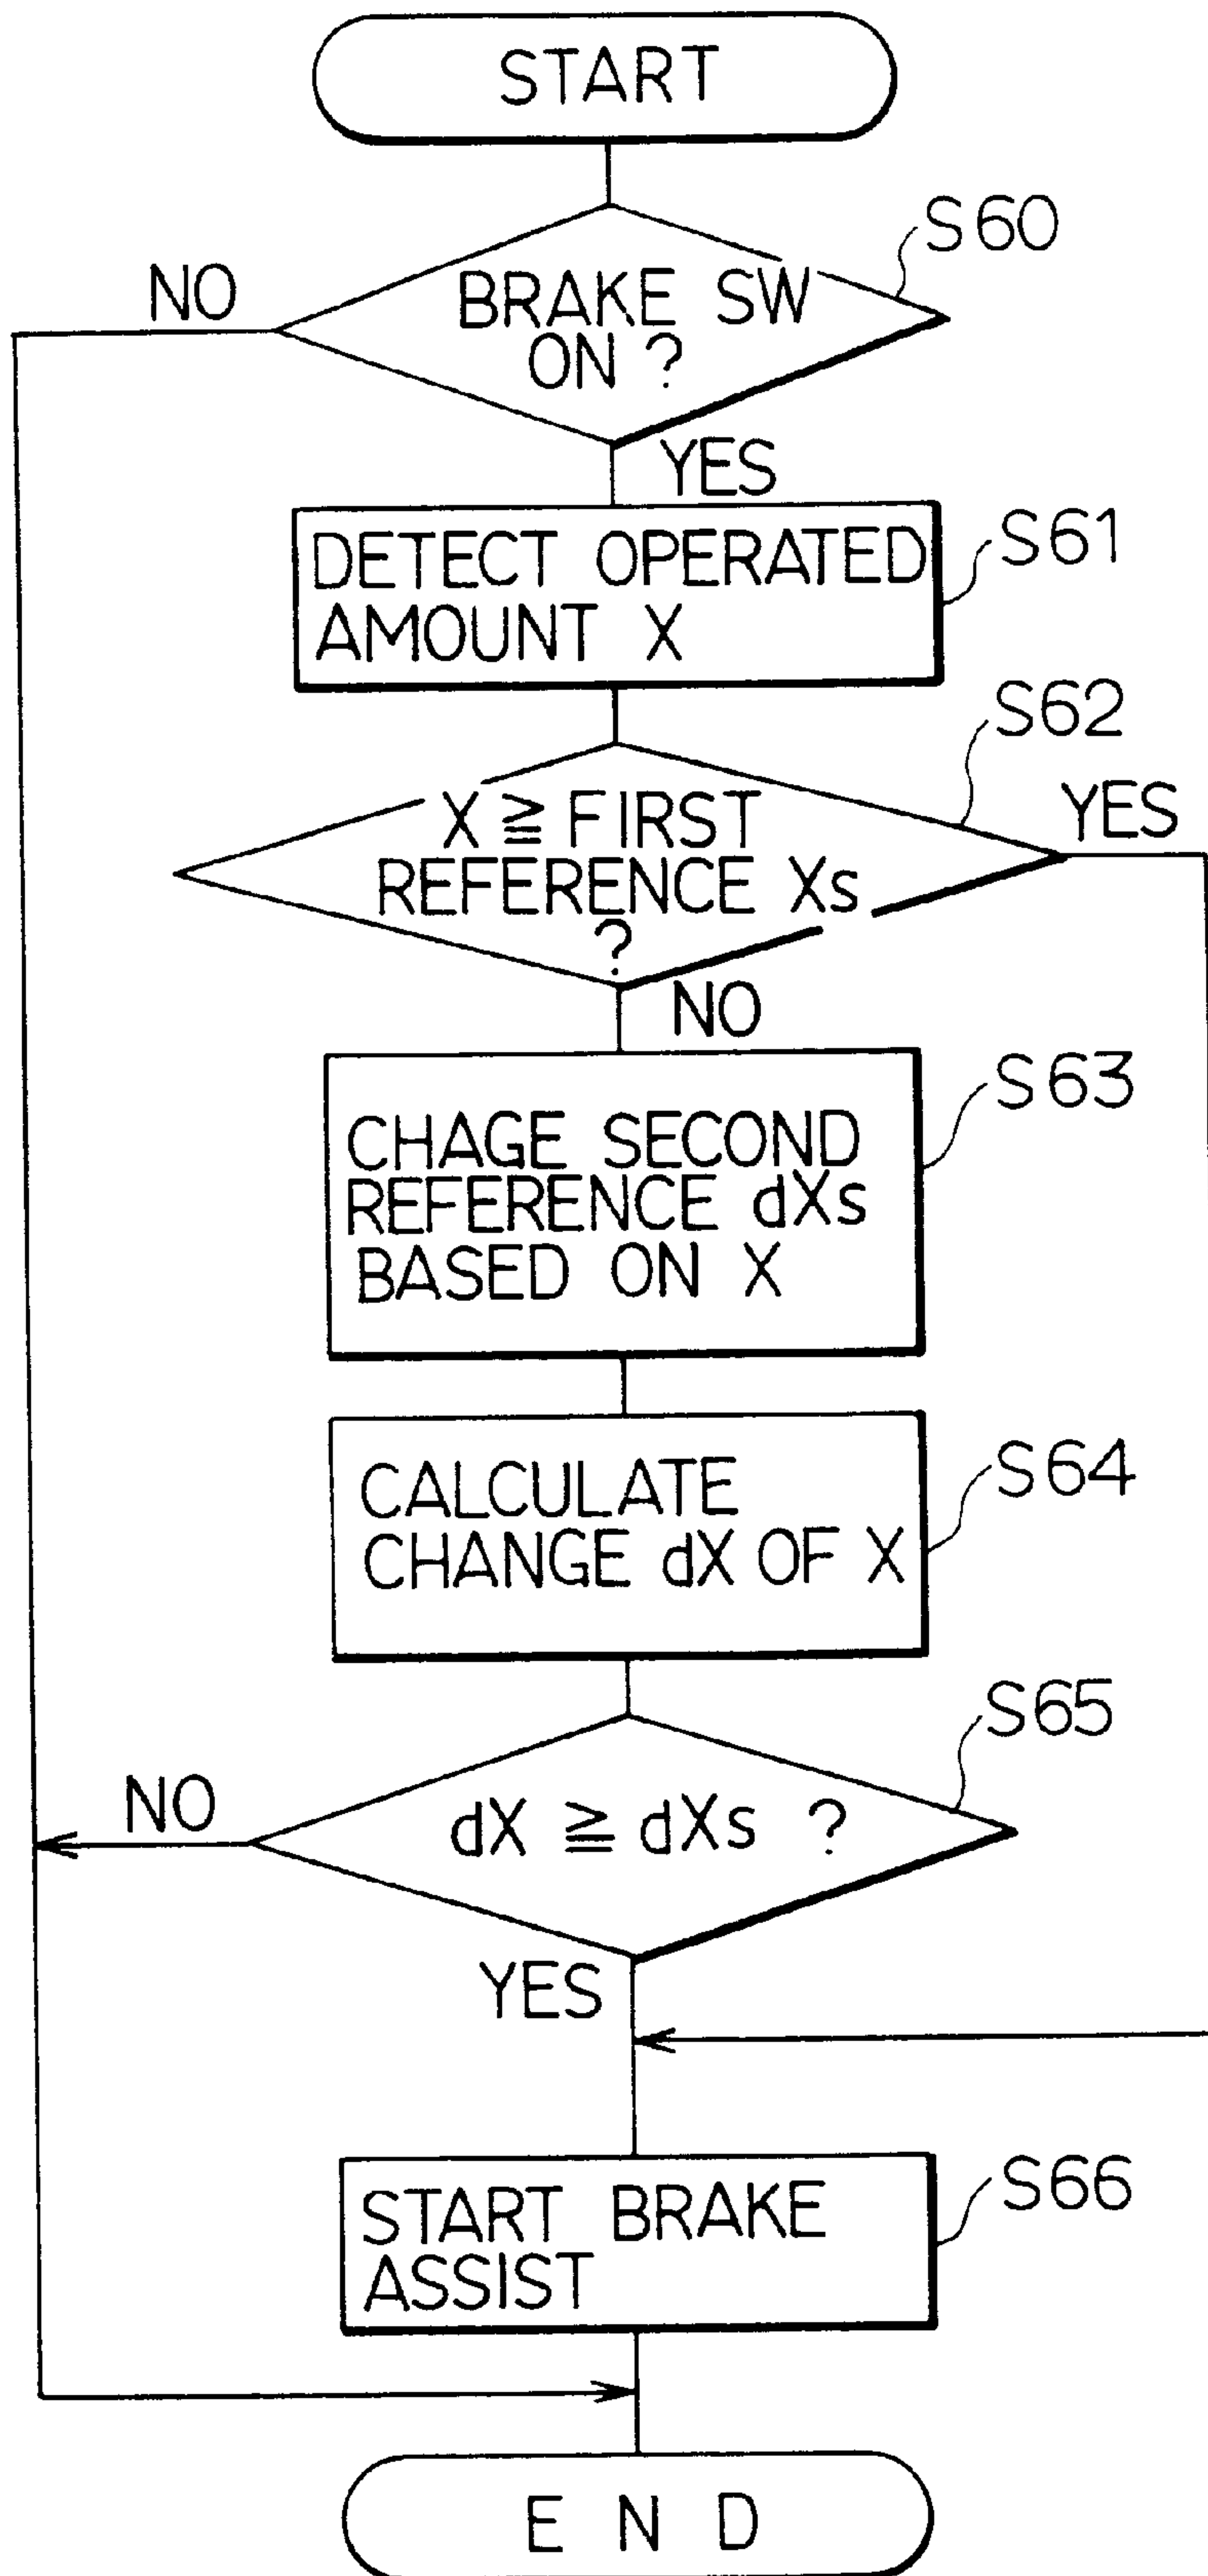 START
S60
NO
BRAKE SW
ON ?
YES
DETECT OPERATED
AMOUNT X
S61
S62
YES
X ≧ FIRST
REFERENCE Xs
?
NO
S63
CHAGE SECOND
REFERENCE dXs
BASED ON X
S64
CALCULATE
CHANGE dX OF X
S65
NO
dX ≧ dXs ?
YES
S66
START BRAKE
ASSIST
E N D